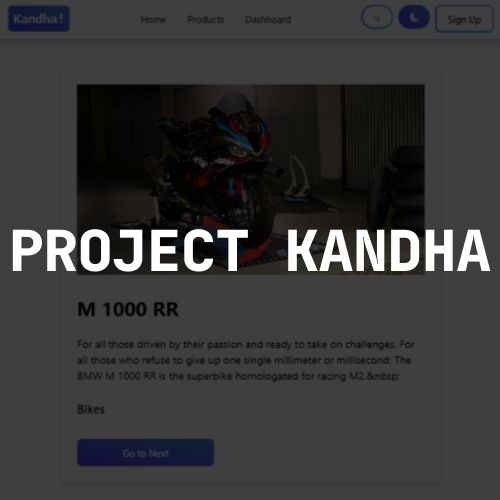 Kandha!
Home Products Dashboard
Sign Up
PROJECT KANDHA
M 1000 RR
For all those driven by their passion and ready to take on challenges. For
all those who refuse to give up one single millimeter or millisecond: The
BMW M 1000 RR is the superbike homologated for racing M2.&nbsp;
Bikes
Go to Next